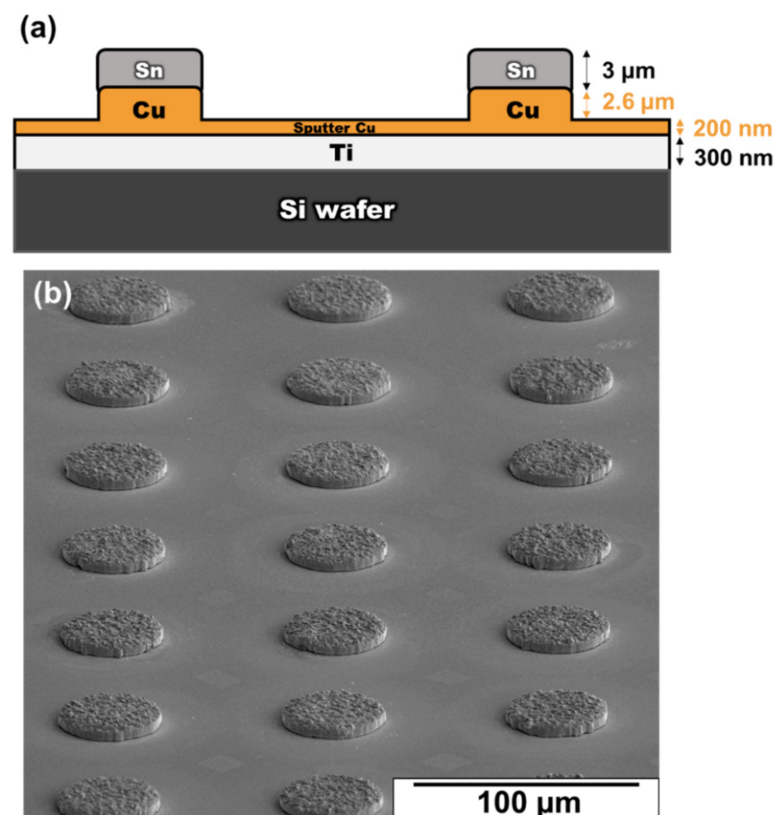 (a)
Sn
Sn
3 µm
Cu
Cu
2.6 µm
Sputter Cu
200 nm
Ti
300 nm
Si wafer
(b)
100 µm